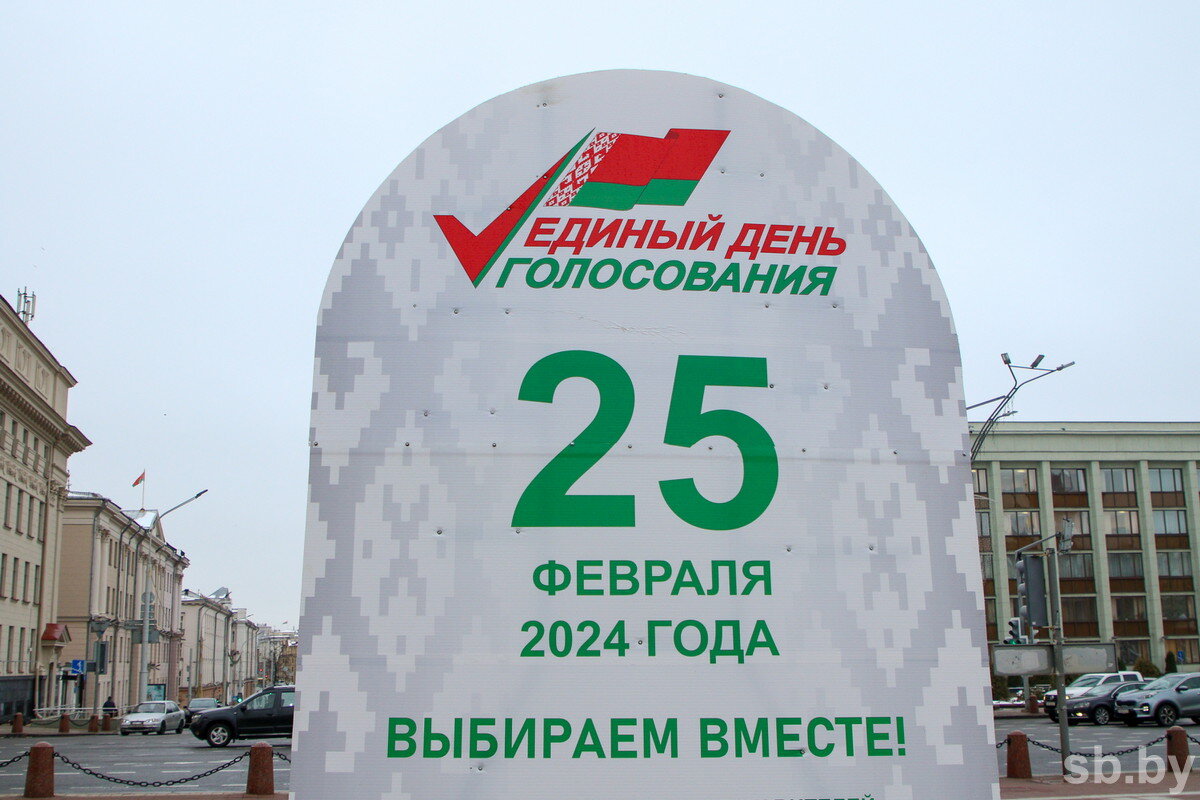 ЕДИНЫЙ ДЕНЬ
ГОЛОСОВАНИЯ
25
ФЕВРАЛЯ
2024 ГОДА
ВЫБИРАЕМ ВМЕСТЕ!
sb.by